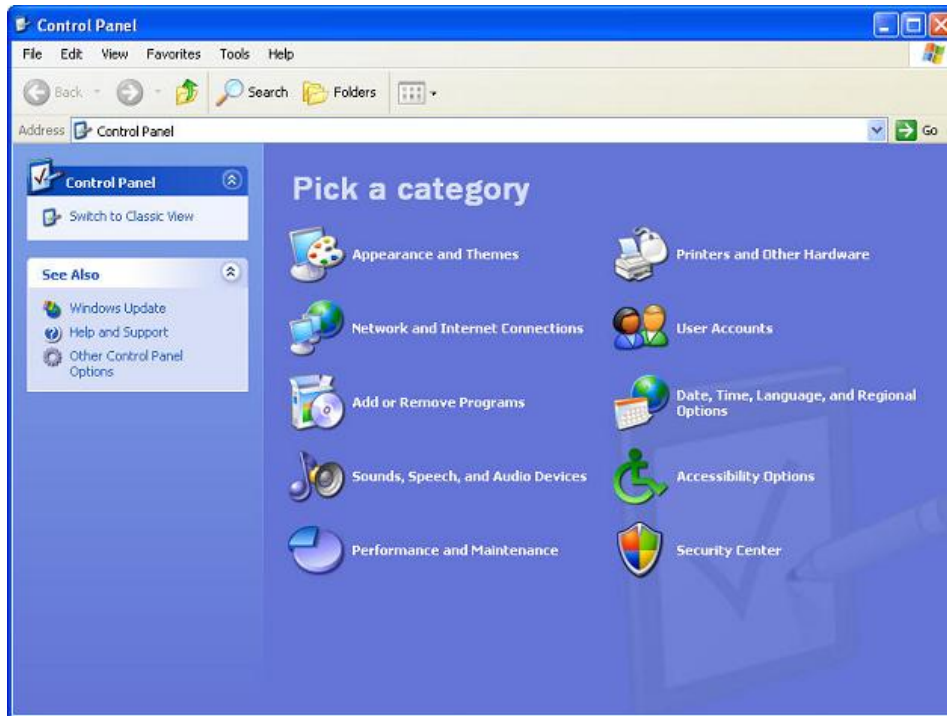 Control Panel
File Edit View Favorites Tools Help
Back Search Folders
Address Control Panel Go
Control Panel
Switch to Classic View
See Also
Windows Update
Help and Support
Other Control Panel
Options
Pick a category
Appearance and Themes
Printers and Other Hardware
Network and Internet Connections
User Accounts
Add or Remove Programs
Date, Time, Language, and Regional
Options
Sounds, Speech, and Audio Devices
Accessibility Options
Performance and Maintenance
Security Center